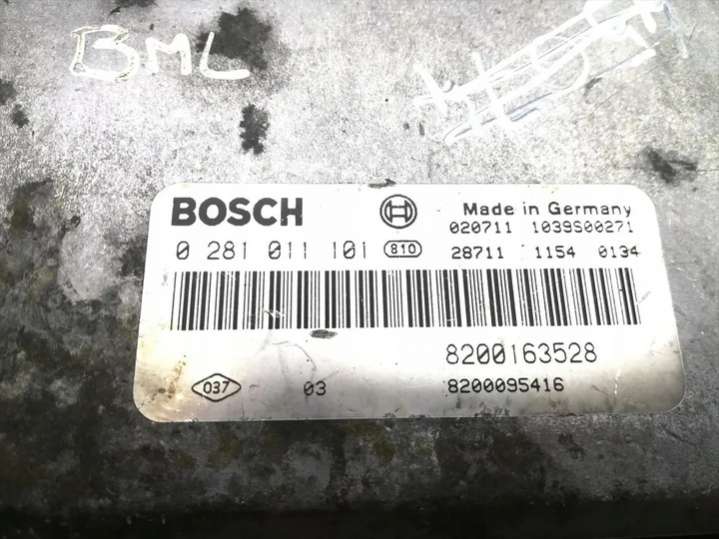 BML
BOSCH
Made in Germany
020711 1039S00271
0 281 011 101 810
28711 1154 0134
8200163528
037 03
8200095416